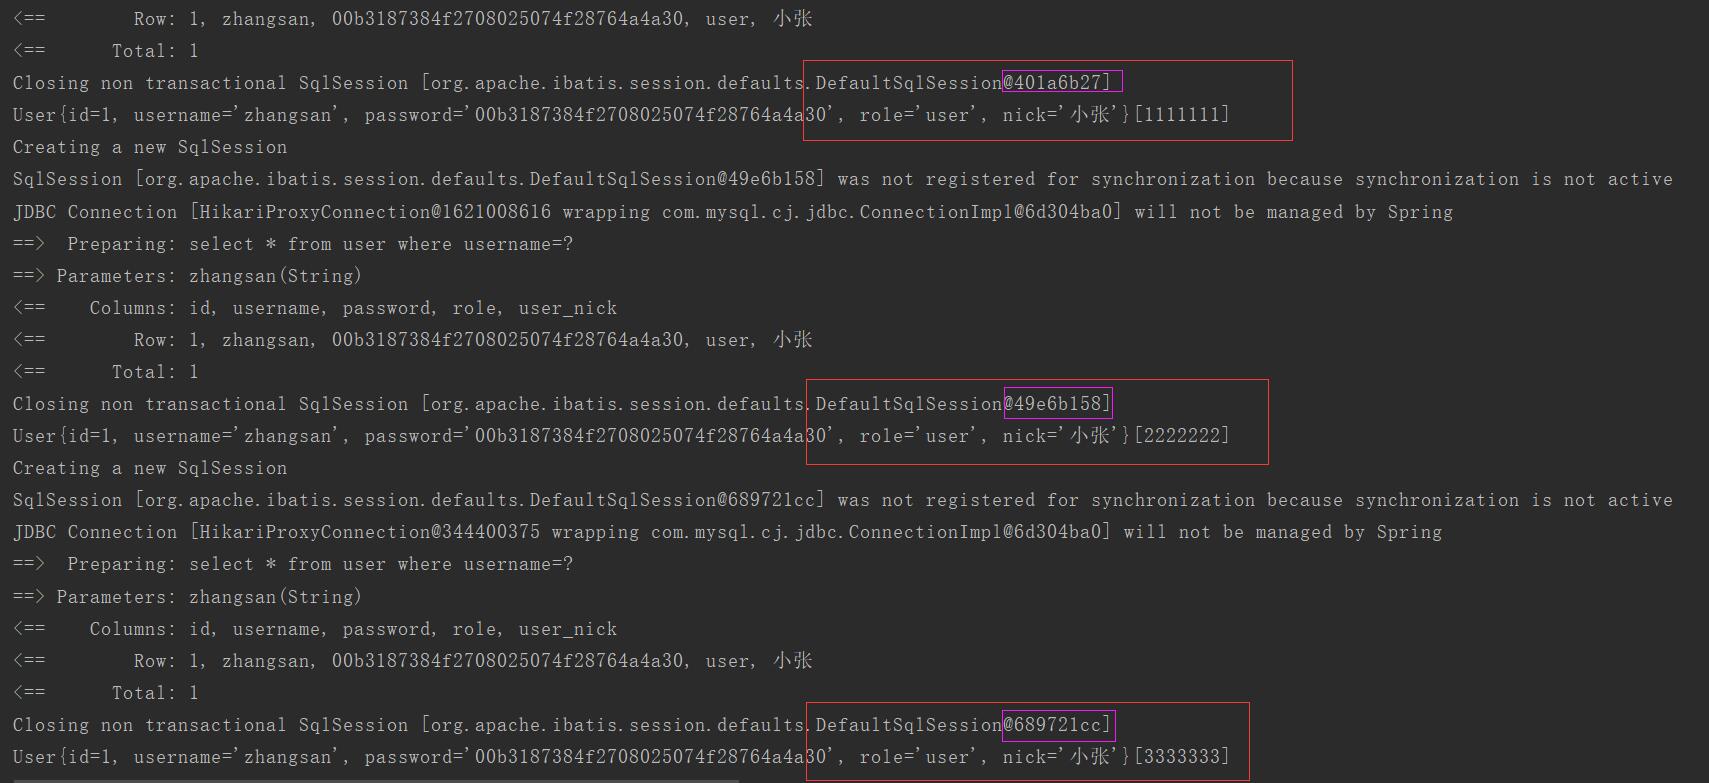 <==        Row: 1, zhangsan, 00b3187384f2708025074f28764a4a30, user, 小张
<==      Total: 1
Closing non transactional SqlSession [org.apache.ibatis.session.defaults.DefaultSqlSession@401a6b27]
User{id=1, username='zhangsan', password='00b3187384f2708025074f28764a4a30', role='user', nick='小张'}[1111111]
Creating a new SqlSession
SqlSession [org.apache.ibatis.session.defaults.DefaultSqlSession@49e6b158] was not registered for synchronization because synchronization is not active
JDBC Connection [HikariProxyConnection@1621008616 wrapping com.mysql.cj.jdbc.ConnectionImpl@6d304ba0] will not be managed by Spring
==>  Preparing: select * from user where username=?
==> Parameters: zhangsan(String)
<==    Columns: id, username, password, role, user_nick
<==        Row: 1, zhangsan, 00b3187384f2708025074f28764a4a30, user, 小张
<==      Total: 1
Closing non transactional SqlSession [org.apache.ibatis.session.defaults.DefaultSqlSession@49e6b158]
User{id=1, username='zhangsan', password='00b3187384f2708025074f28764a4a30', role='user', nick='小张'}[2222222]
Creating a new SqlSession
SqlSession [org.apache.ibatis.session.defaults.DefaultSqlSession@689721cc] was not registered for synchronization because synchronization is not active
JDBC Connection [HikariProxyConnection@344400375 wrapping com.mysql.cj.jdbc.ConnectionImpl@6d304ba0] will not be managed by Spring
==>  Preparing: select * from user where username=?
==> Parameters: zhangsan(String)
<==    Columns: id, username, password, role, user_nick
<==        Row: 1, zhangsan, 00b3187384f2708025074f28764a4a30, user, 小张
<==      Total: 1
Closing non transactional SqlSession [org.apache.ibatis.session.defaults.DefaultSqlSession@689721cc]
User{id=1, username='zhangsan', password='00b3187384f2708025074f28764a4a30', role='user', nick='小张'}[3333333]